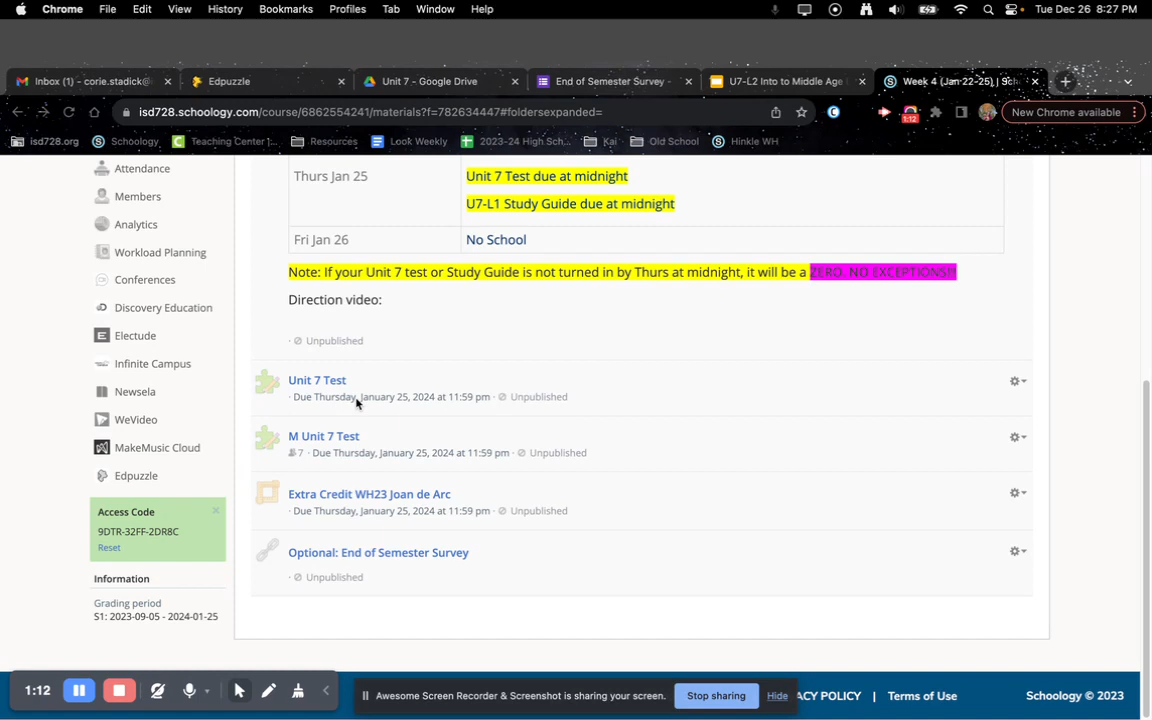 Chrome File Edit View History Bookmarks Profiles Tab Window Help Tue Dec 26 8:27 PM
Inbox (1) - corie.stadick@ Edpuzzle Unit 7 - Google Drive End of Semester Survey - U7-L2 Into to Middle Age Week 4 (Jan-22-25) | Sch
isd728.schoology.com/course/6862554241/materials?f=782634447#foldersexpanded= 1:12 New Chrome available
isd728.org Schoology Teaching Center ... Resources Look Weekly 2023-24 High Sch... Kai Old School Hinkle WH
Attendance
Members
Analytics
Workload Planning
Conferences
Discovery Education
Electude
Infinite Campus
Newsela
WeVideo
MakeMusic Cloud
Edpuzzle
Access Code
9DTR-32FF-2DR8C
Reset
Information
Grading period
S1: 2023-09-05 - 2024-01-25
Thurs Jan 25 Unit 7 Test due at midnight
U7-L1 Study Guide due at midnight
Fri Jan 26 No School
Note: If your Unit 7 test or Study Guide is not turned in by Thurs at midnight, it will be a ZERO. NO EXCEPTIONS!!!
Direction video:
· Unpublished
Unit 7 Test
· Due Thursday, January 25, 2024 at 11:59 pm · Unpublished
M Unit 7 Test
7 · Due Thursday, January 25, 2024 at 11:59 pm · Unpublished
Extra Credit WH23 Joan de Arc
· Due Thursday, January 25, 2024 at 11:59 pm · Unpublished
Optional: End of Semester Survey
· Unpublished
1:12
Awesome Screen Recorder & Screenshot is sharing your screen. Stop sharing Hide
ACY POLICY | Terms of Use Schoology © 2023